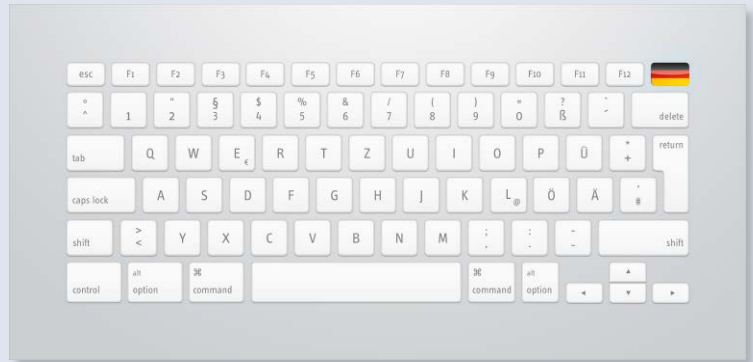 esc F1 F2 F3 F4 F5 F6 F7 F8 F9 F10 F11 F12
° " § $ % & / ( ) = ? `
^ 1 2 3 4 5 6 7 8 9 0 ß ´ delete
tab Q W E € R T Z U I O P Ü * + return
caps lock A S D F G H J K L @ Ö Ä ' #
shift > < Y X C V B N M ; , : . _ - shift
alt ⌘ ⌘ alt ▲
control option command command option ◄ ▼ ►